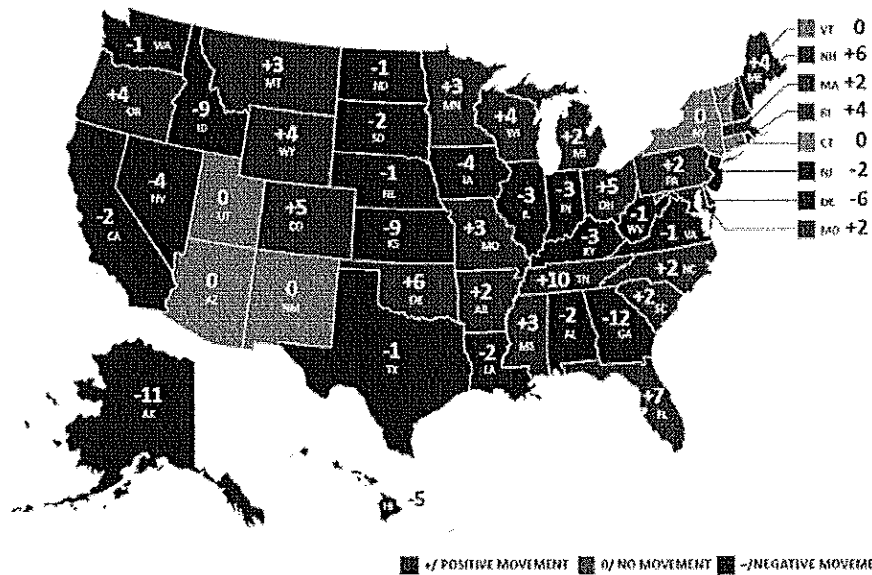 -1 WA
+3
MT
-1
ND
+3
MN
+4
ME
VT 0
NH +6
MA +2
RI +4
CT 0
NJ -2
DE -6
MD +2
+4
OR
-9
ID
+4
WY
-2
SD
+4
WI
+2
MI
0
NY
-4
NV
0
UT
+5
CO
-1
NE
-4
IA
-3
IL
-3
IN
+5
OH
+2
PA
-2
CA
-9
KS
+3
MO
-3
KY
-1
WV
-1 VA
0
AZ
0
NM
+6
OK
+2
AR
+10 TN
+2 NC
+2
SC
-1
TX
-2
LA
+3
MS
-2
AL
-12
GA
+7
FL
-11
AK
HI -5
+/ POSITIVE MOVEMENT 0/ NO MOVEMENT -/NEGATIVE MOVEME